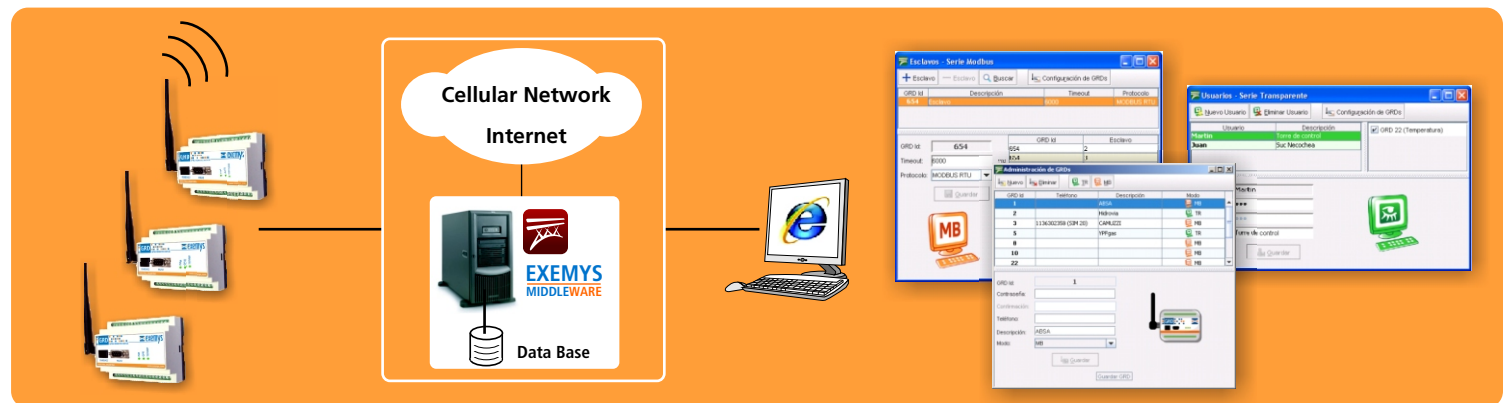 Cellular Network
Internet
EXEMYS
MIDDLEWARE
Data Base
EXEMYS
EXEMYS
EXEMYS
Esclavos - Serie Modbus
Esclavo Esclavo Buscar Configuración de GRDs
GRD Id Descripción Timeout Protocolo
654 Esclavo 6000 MODBUS RTU
GRD Id Esclavo
GRD Id: 654
654 2
Timeout: 6000
654 3
Protocolo: MODBUS RTU
Guardar
MB
Usuarios - Serie Transparente
Nuevo Usuario Eliminar Usuario Configuración de GRDs
Usuario Descripción
Martin Torre de control
Juan Suc Necochea
GRD 22 (Temperatura)
Martin
***
***
Torre de control
Guardar
Administración de GRDs
Nuevo Eliminar TR MB
GRD Id Teléfono Descripción Modo
1 ABSA MB
2 Hidrovia TR
3 1136302358 (SIM 20) CAMUZZI MB
5 YPFgas TR
8 MB
10 MB
22 MB
GRD Id: 1
Contraseña:
Confirmación:
Teléfono:
Descripción: ABSA
Modo: MB
Guardar
Guardar GRD